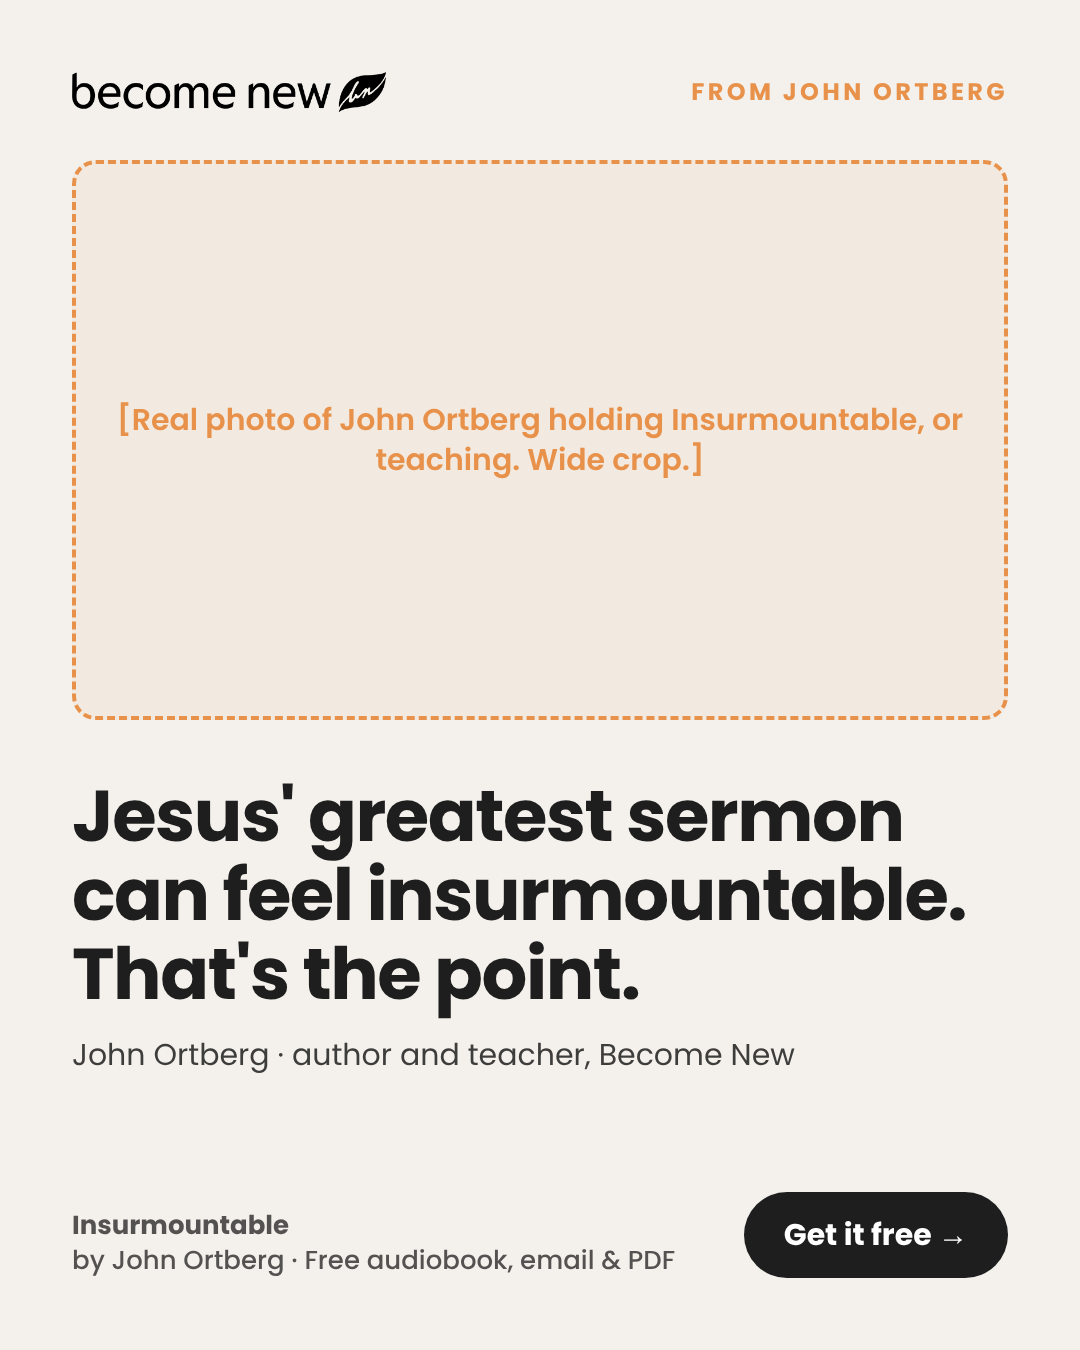 become new bn
FROM JOHN ORTBERG
[Real photo of John Ortberg holding Insurmountable, or
teaching. Wide crop.]
Jesus' greatest sermon
can feel insurmountable.
That's the point.
John Ortberg · author and teacher, Become New
Insurmountable
by John Ortberg · Free audiobook, email & PDF
Get it free →